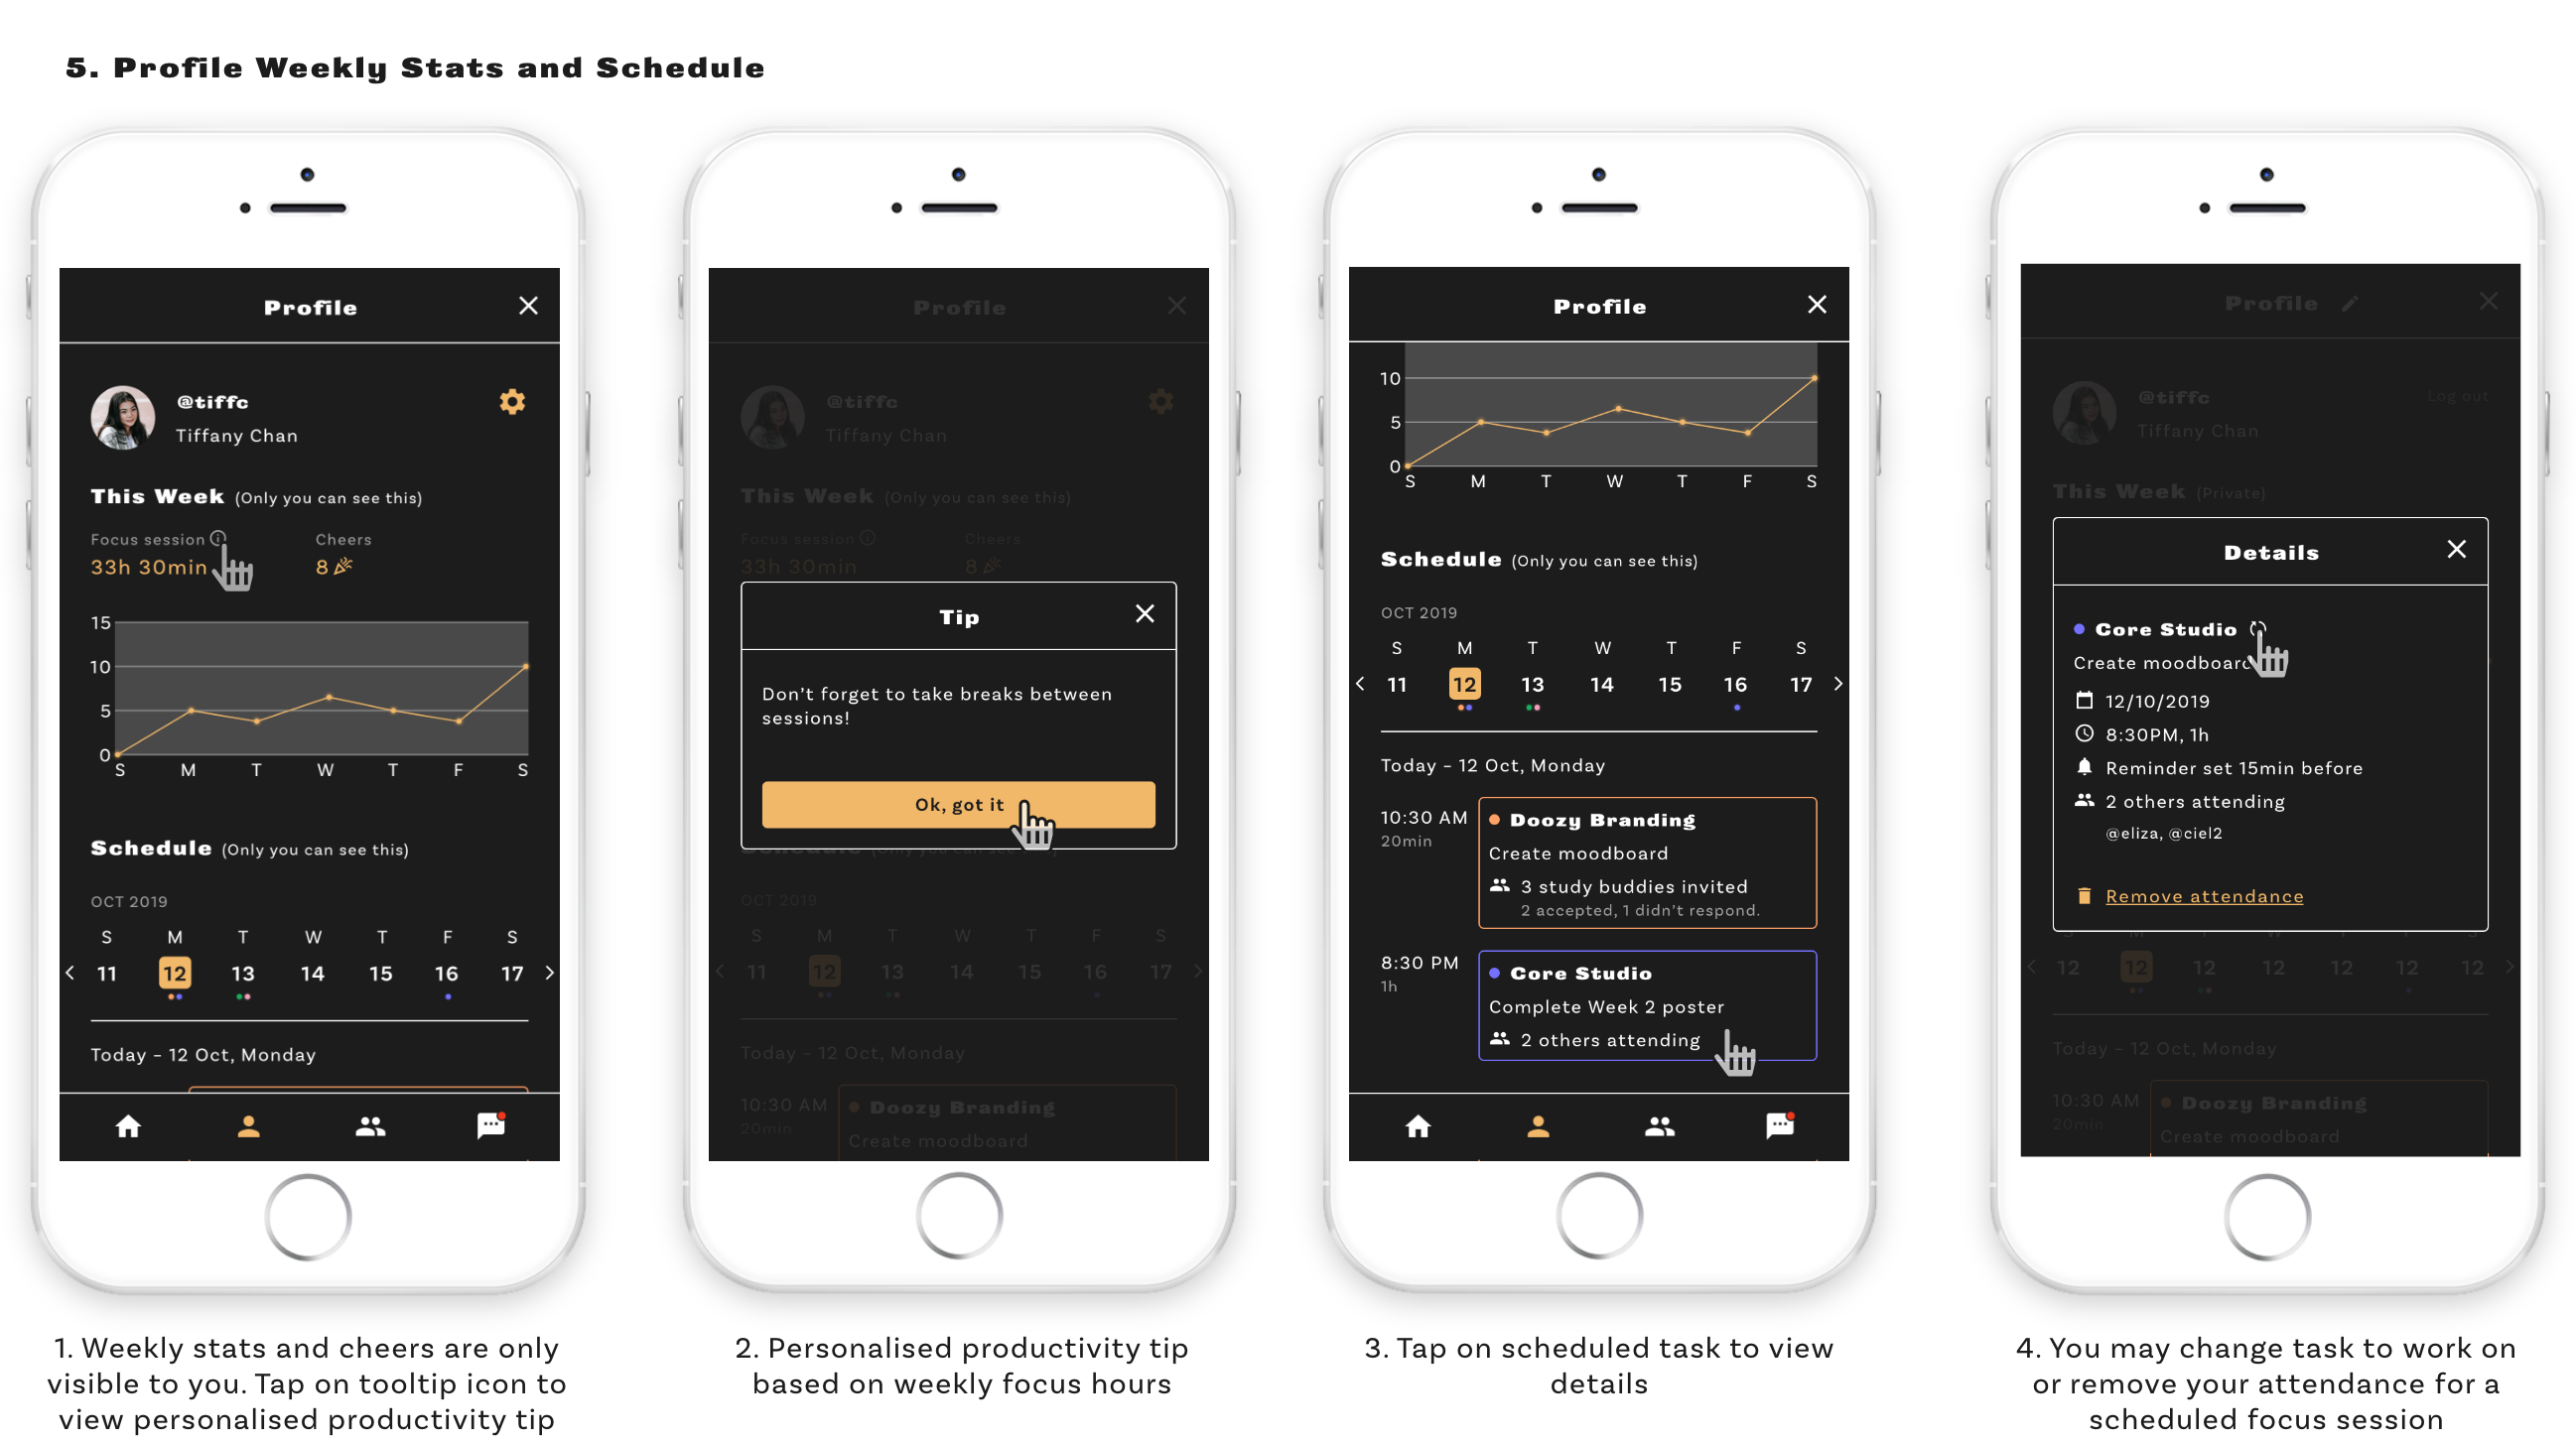 5. Profile Weekly Stats and Schedule
Profile
@tiffc
Tiffany Chan
This Week (Only you can see this)
Focus session Cheers
33h 30min 8
15
10
5
0
S M T W T F S
Schedule (Only you can see this)
OCT 2019
S M T W T F S
11 12 13 14 15 16 17
Today – 12 Oct, Monday
1. Weekly stats and cheers are only
visible to you. Tap on tooltip icon to
view personalised productivity tip
Profile
@tiffc
Tiffany Chan
This Week (Only you can see this)
Focus session Cheers
33h 30min 8
Tip
Don't forget to take breaks between
sessions!
Ok, got it
Schedule (Only you can see this)
OCT 2019
S M T W T F S
11 12 13 14 15 16 17
Today – 12 Oct, Monday
10:30 AM Doozy Branding
20min
Create moodboard
2. Personalised productivity tip
based on weekly focus hours
Profile
10
5
0
S M T W T F S
Schedule (Only you can see this)
OCT 2019
S M T W T F S
11 12 13 14 15 16 17
Today – 12 Oct, Monday
10:30 AM Doozy Branding
20min
Create moodboard
3 study buddies invited
2 accepted, 1 didn't respond.
8:30 PM Core Studio
1h
Complete Week 2 poster
2 others attending
3. Tap on scheduled task to view
details
Profile
@tiffc Log out
Tiffany Chan
This Week (Private)
Details
Core Studio
Create moodboard
12/10/2019
8:30PM, 1h
Reminder set 15min before
2 others attending
@eliza, @ciel2
Remove attendance
S M T W T F S
12 12 12 12 12 12 12
Today – 12 Oct, Monday
10:30 AM Doozy Branding
20min
Create moodboard
4. You may change task to work on
or remove your attendance for a
scheduled focus session